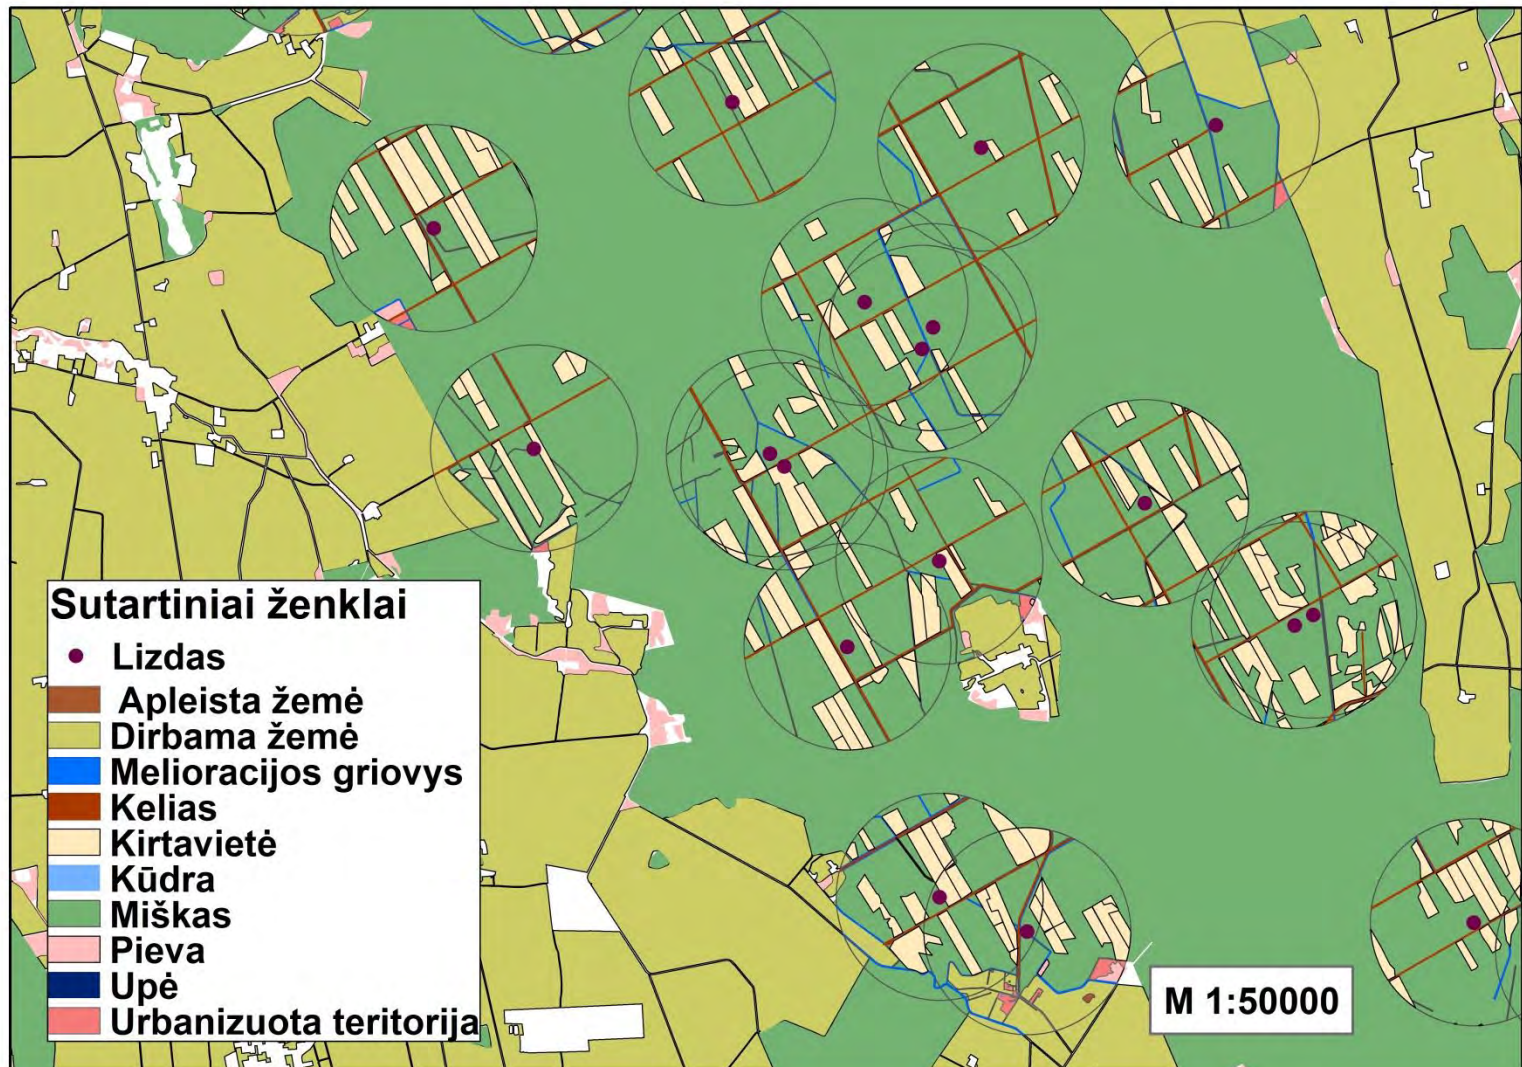 Sutartiniai ženklai
Lizdas
Apleista žemė
Dirbama žemė
Melioracijos griovys
Kelias
Kirtavietė
Kūdra
Miškas
Pieva
Upė
Urbanizuota teritorija
M 1:50000